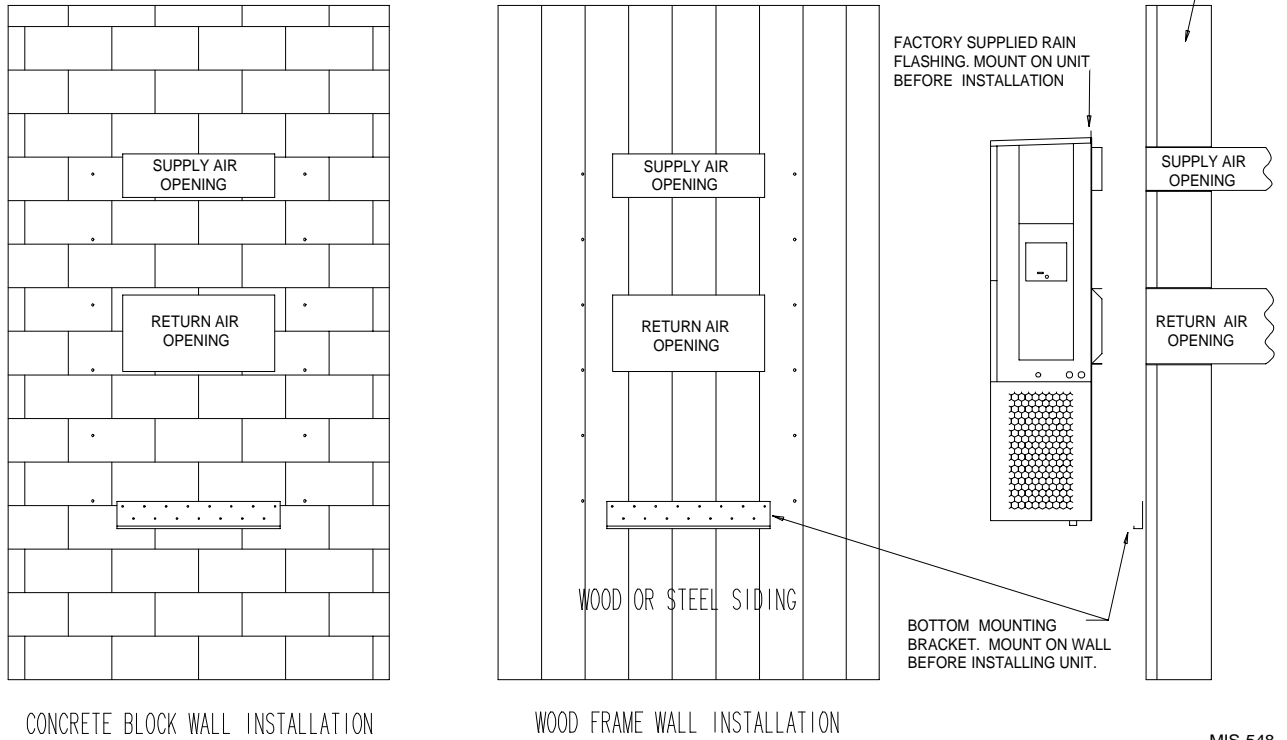 FACTORY SUPPLIED RAIN
FLASHING. MOUNT ON UNIT
BEFORE INSTALLATION
SUPPLY AIR
OPENING
SUPPLY AIR
OPENING
SUPPLY AIR
OPENING
RETURN AIR
OPENING
RETURN AIR
OPENING
RETURN AIR
OPENING
WOOD OR STEEL SIDING
BOTTOM MOUNTING
BRACKET. MOUNT ON WALL
BEFORE INSTALLING UNIT.
CONCRETE BLOCK WALL INSTALLATION
WOOD FRAME WALL INSTALLATION
MIS-548